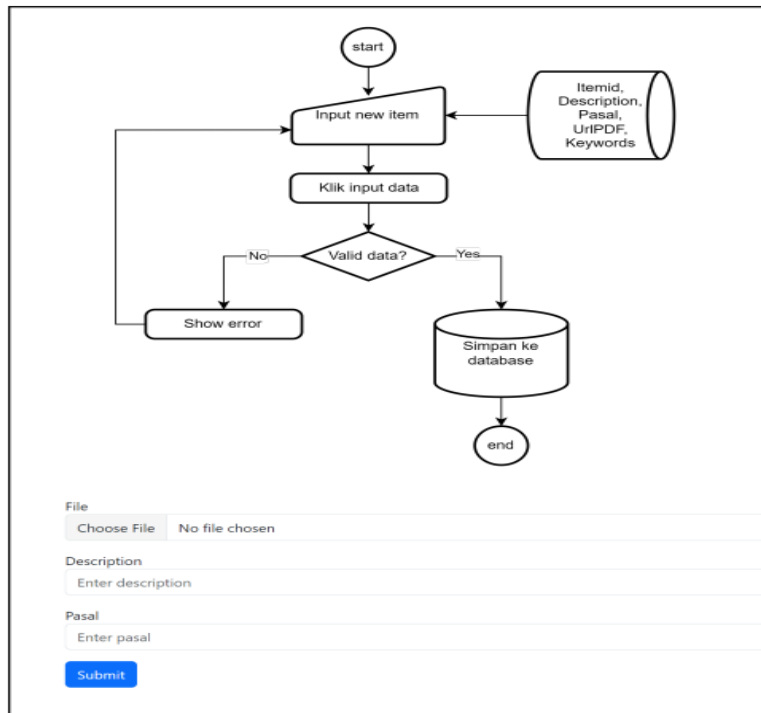 start
Input new item
Itemid,
Description,
Pasal,
UrlPDF,
Keywords
Klik input data
Valid data?
No
Yes
Show error
Simpan ke
database
end
File
Choose File No file chosen
Description
Enter description
Pasal
Enter pasal
Submit